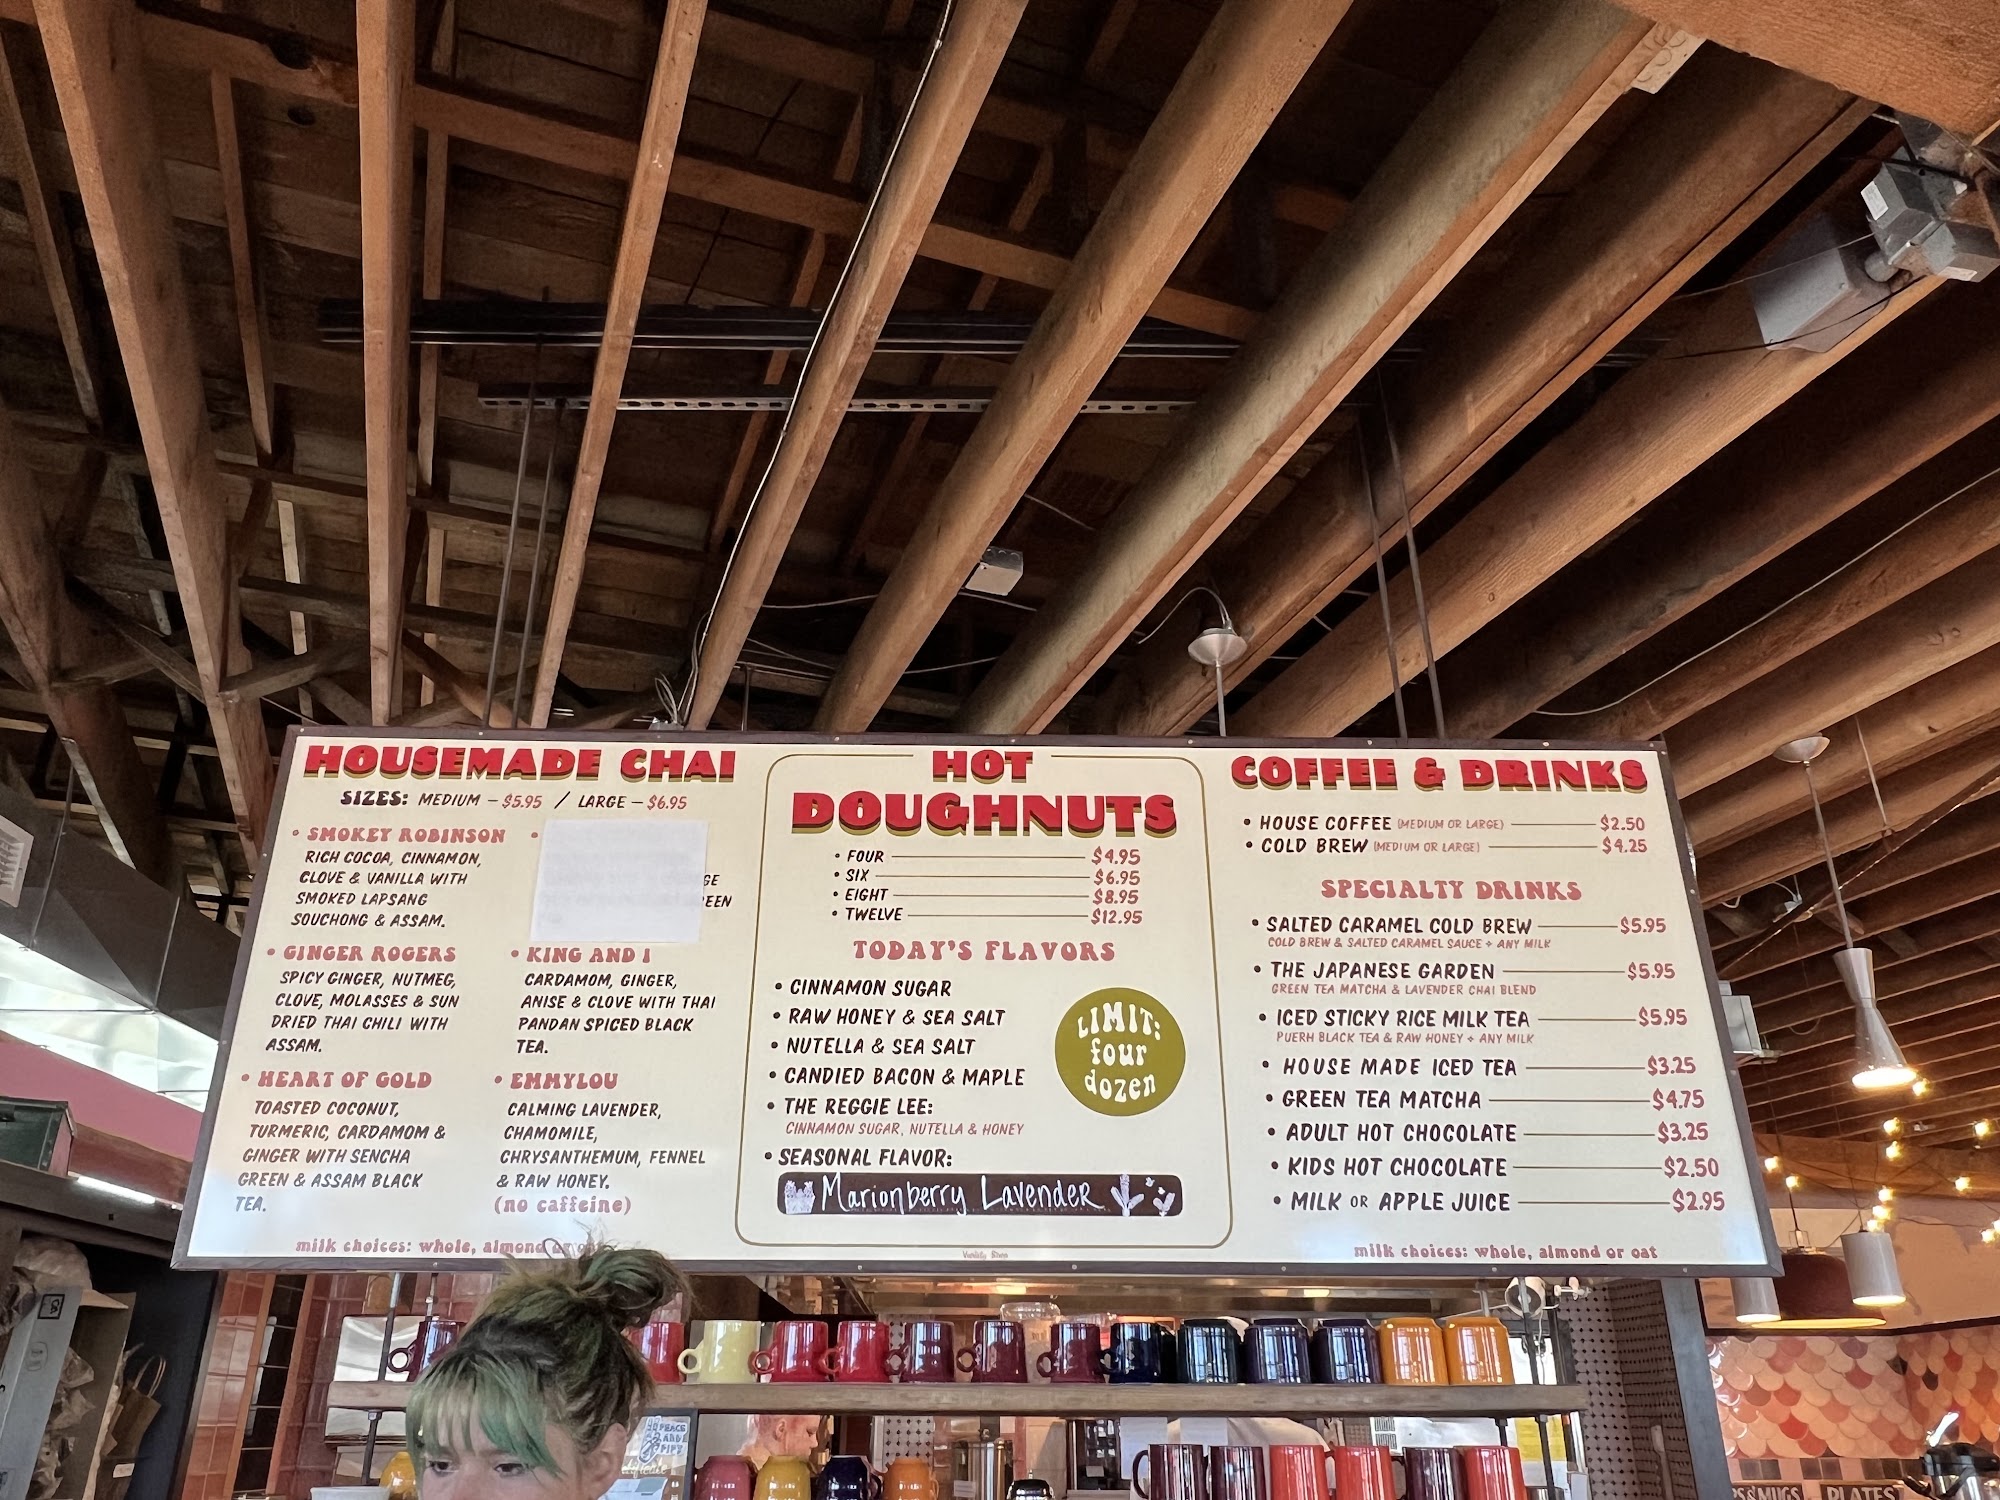 HOUSEMADE CHAI
SIZES: MEDIUM – $5.95 / LARGE – $6.95
• SMOKEY ROBINSON
RICH COCOA, CINNAMON,
CLOVE & VANILLA WITH
SMOKED LAPSANG
SOUCHONG & ASSAM.
•
• GINGER ROGERS
SPICY GINGER, NUTMEG,
CLOVE, MOLASSES & SUN
DRIED THAI CHILI WITH
ASSAM.
• KING AND I
CARDAMOM, GINGER,
ANISE & CLOVE WITH THAI
PANDAN SPICED BLACK
TEA.
• HEART OF GOLD
TOASTED COCONUT,
TURMERIC, CARDAMOM &
GINGER WITH SENCHA
GREEN & ASSAM BLACK
TEA.
• EMMYLOU
CALMING LAVENDER,
CHAMOMILE,
CHRYSANTHEMUM, FENNEL
& RAW HONEY.
(no caffeine)
milk choices: whole, almond or
HOT
DOUGHNUTS
• FOUR $4.95
• SIX $6.95
• EIGHT $8.95
• TWELVE $12.95
TODAY'S FLAVORS
• CINNAMON SUGAR
• RAW HONEY & SEA SALT
• NUTELLA & SEA SALT
• CANDIED BACON & MAPLE
• THE REGGIE LEE:
CINNAMON SUGAR, NUTELLA & HONEY
• SEASONAL FLAVOR:
Marionberry Lavender
LIMIT:
four
dozen
COFFEE & DRINKS
• HOUSE COFFEE (MEDIUM OR LARGE) $2.50
• COLD BREW (MEDIUM OR LARGE) $4.25
SPECIALTY DRINKS
• SALTED CARAMEL COLD BREW $5.95
COLD BREW & SALTED CARAMEL SAUCE + ANY MILK
• THE JAPANESE GARDEN $5.95
GREEN TEA MATCHA & LAVENDER CHAI BLEND
• ICED STICKY RICE MILK TEA $5.95
PUERH BLACK TEA & RAW HONEY + ANY MILK
• HOUSE MADE ICED TEA $3.25
• GREEN TEA MATCHA $4.75
• ADULT HOT CHOCOLATE $3.25
• KIDS HOT CHOCOLATE $2.50
• MILK OR APPLE JUICE $2.95
milk choices: whole, almond or oat
PLATES